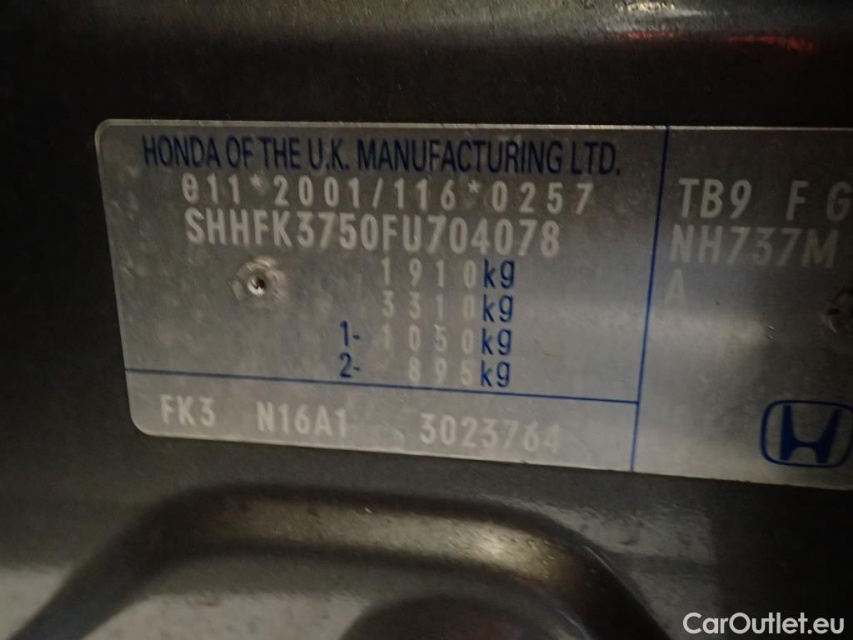 HONDA OF THE U.K. MANUFACTURING LTD.
e11*2001/116*0257
SHHFK3750FU704078
1910kg
3310kg
1- 1050kg
2- 895kg
FK3 N16A1 3023764
TB9 F G
NH737M
A
CarOutlet.eu